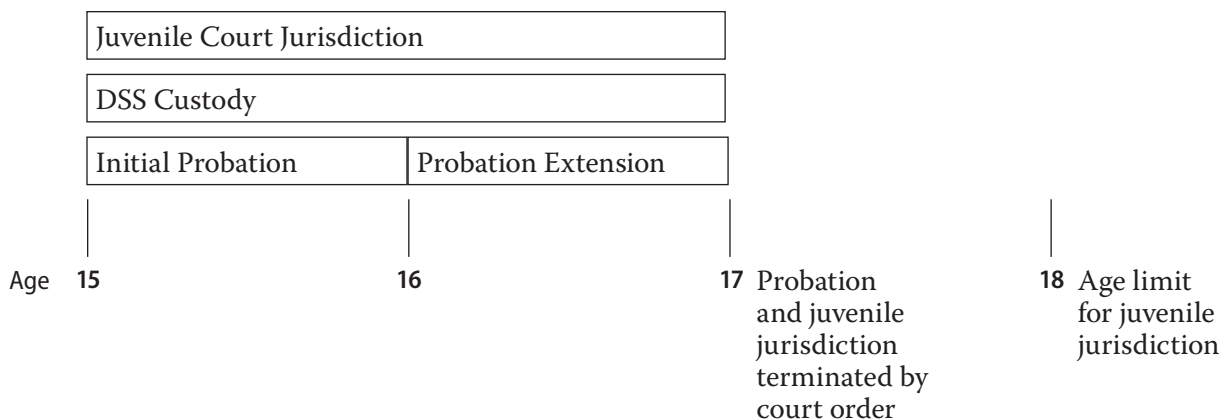 Juvenile Court Jurisdiction
DSS Custody
Initial Probation Probation Extension
Age 15 16 17 Probation 18 Age limit
and juvenile for juvenile
jurisdiction jurisdiction
terminated by
court order